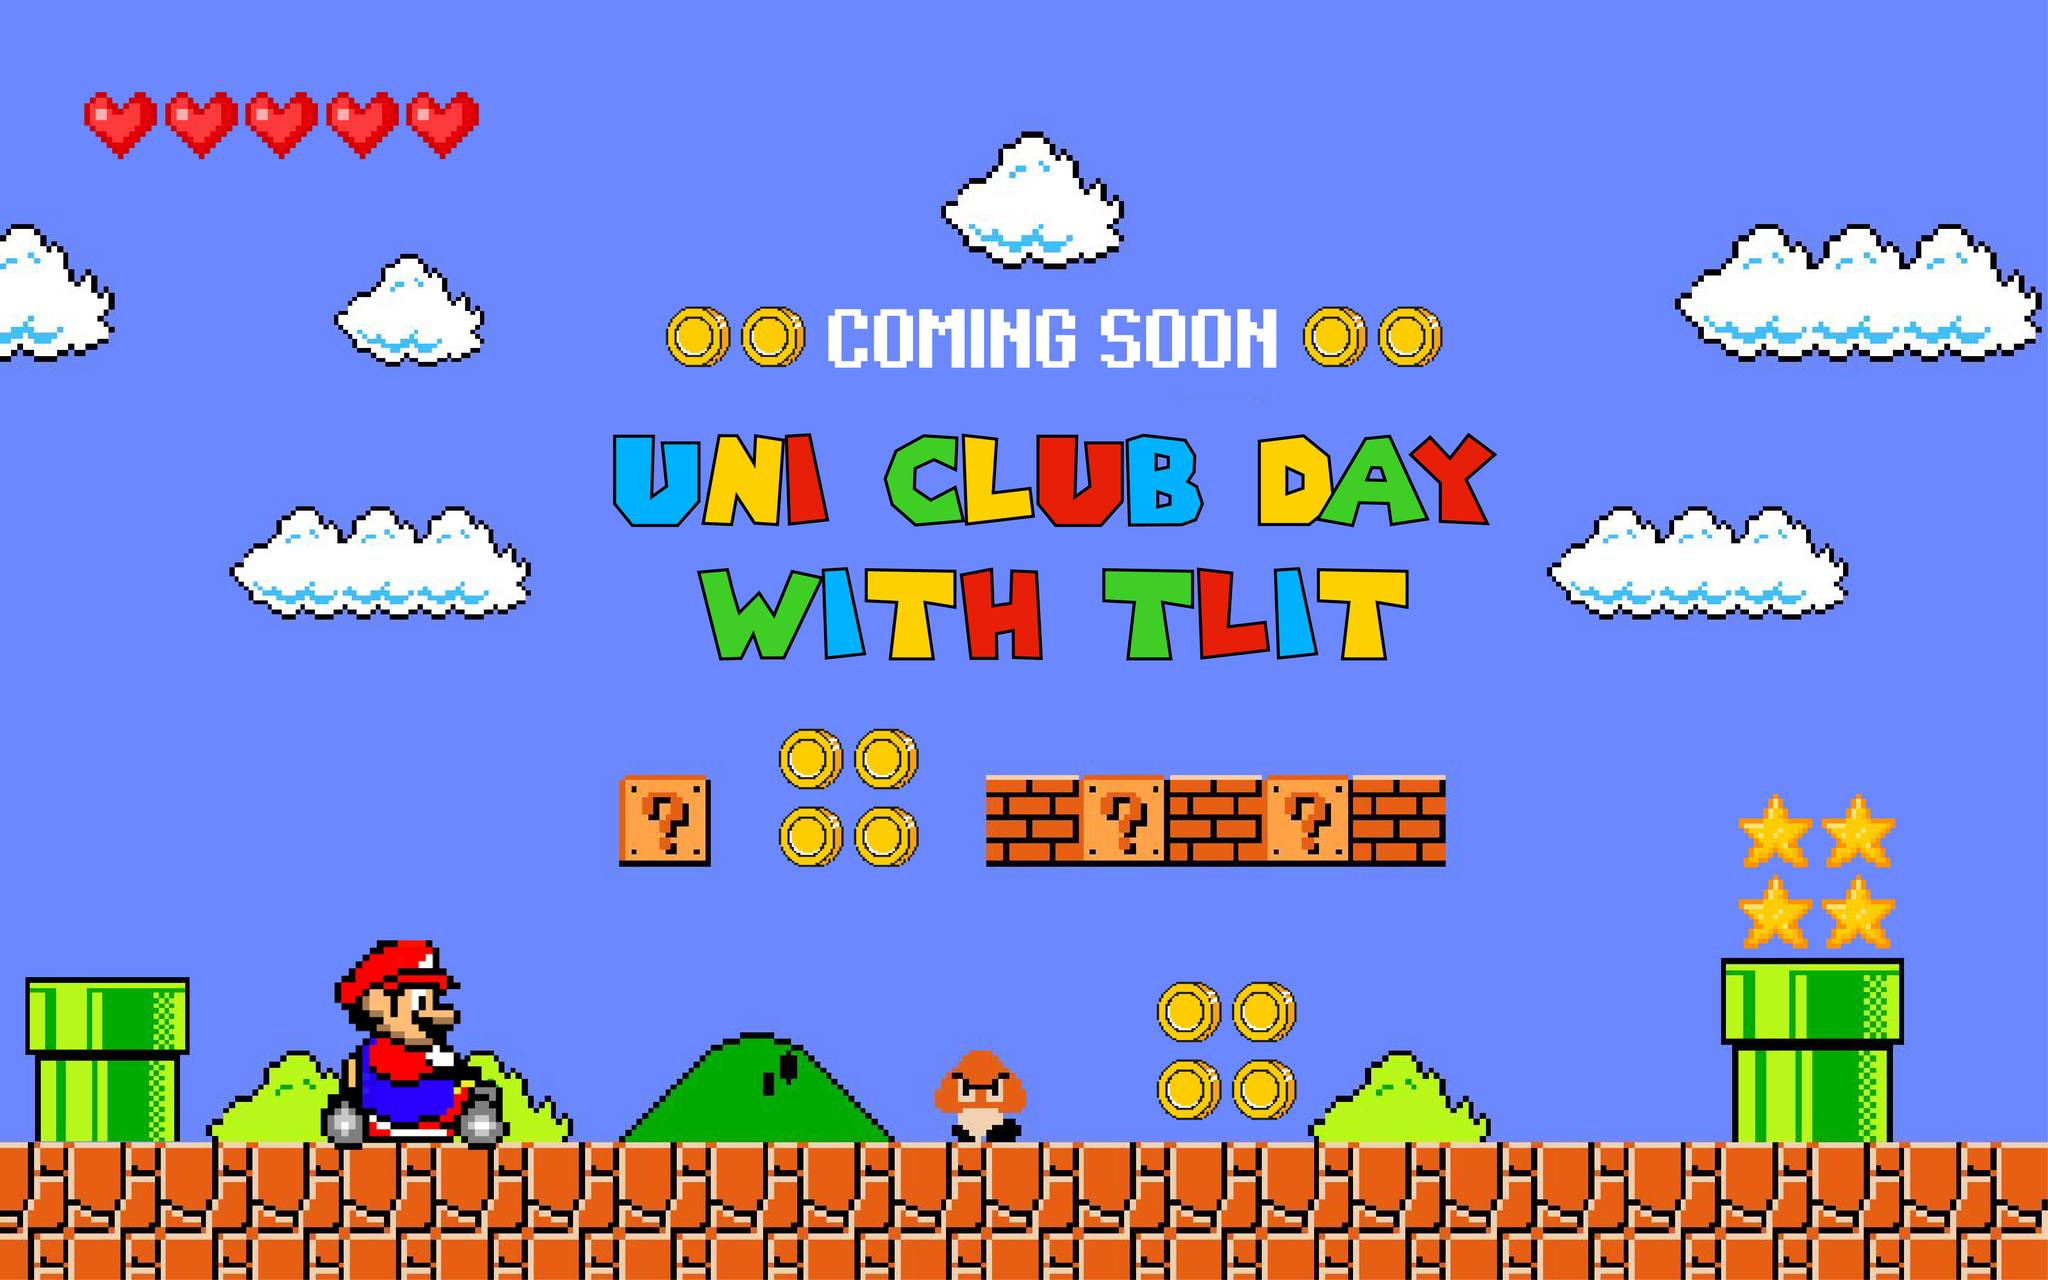 COMING SOON
UNI CLUB DAY
WITH TLIT
? ? ?